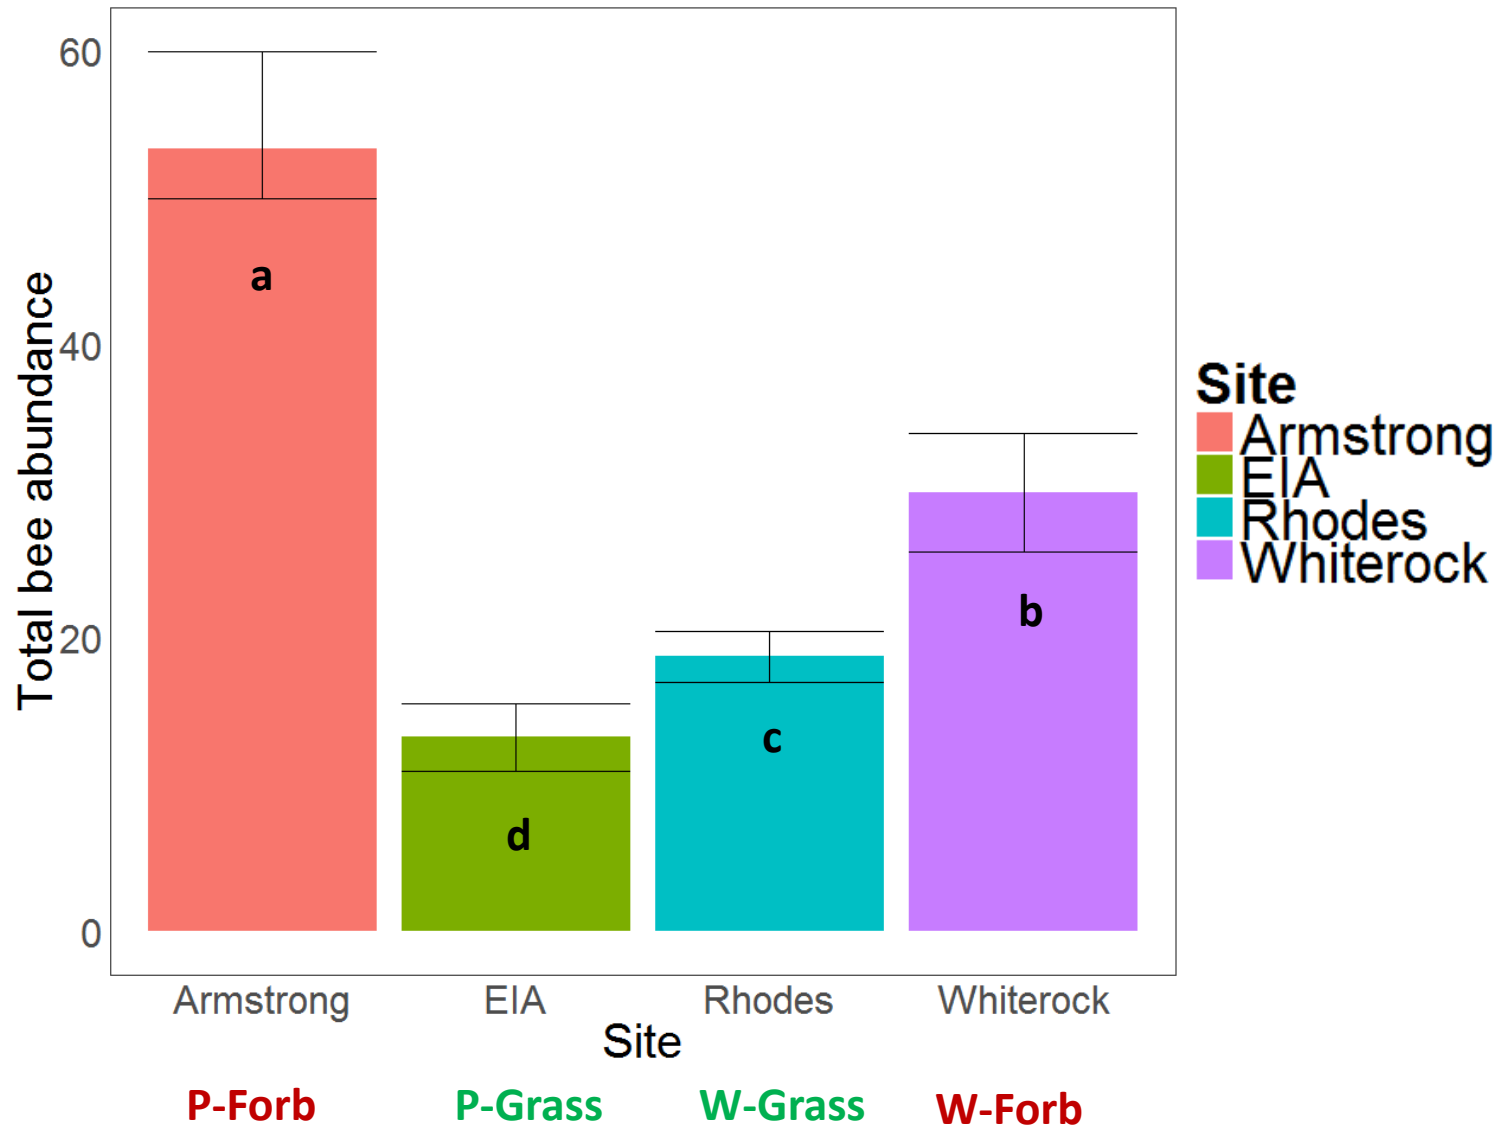 60
40
20
0
Total bee abundance
a
d
c
b
Armstrong EIA Rhodes Whiterock
Site
P-Forb P-Grass W-Grass W-Forb
Site
Armstrong
EIA
Rhodes
Whiterock